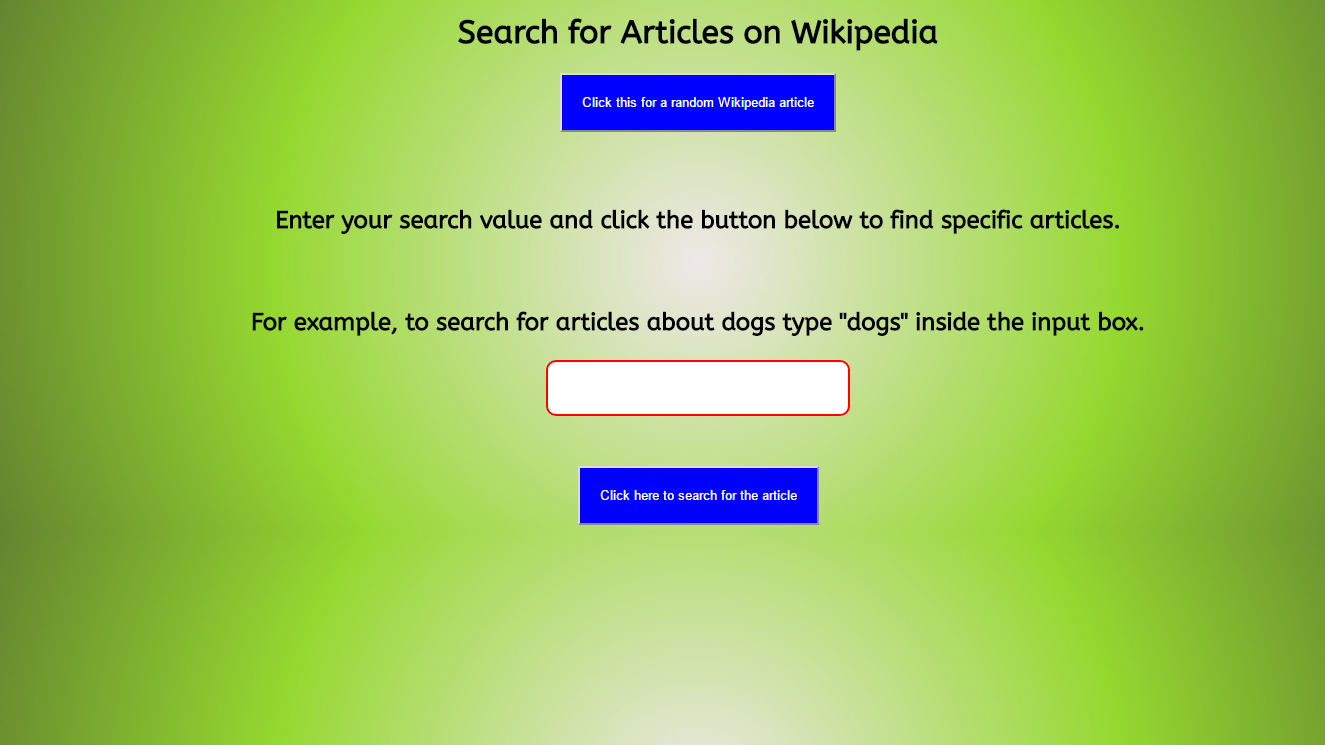 Search for Articles on Wikipedia
Click this for a random Wikipedia article
Enter your search value and click the button below to find specific articles.
For example, to search for articles about dogs type "dogs" inside the input box.
Click here to search for the article